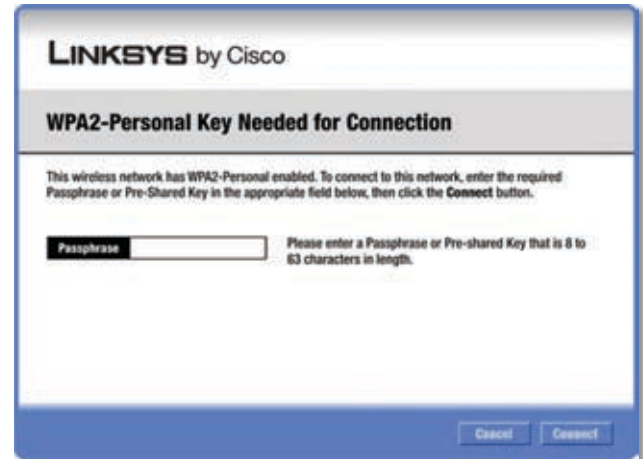 LINKSYS by Cisco
WPA2-Personal Key Needed for Connection
This wireless network has WPA2-Personal enabled. To connect to this network, enter the required
Passphrase or Pre-Shared Key in the appropriate field below, then click the Connect button.
Passphrase
Please enter a Passphrase or Pre-shared Key that is 8 to
63 characters in length.
Cancel Connect